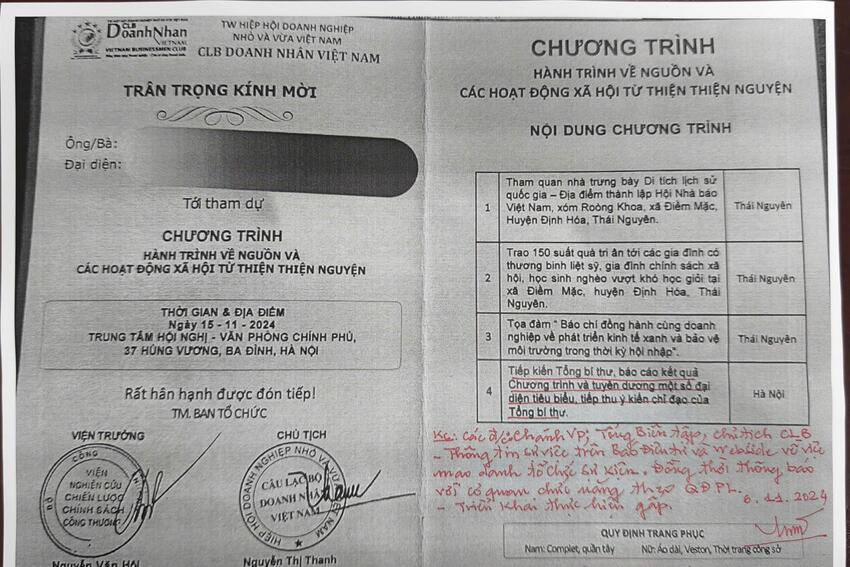 CLB
DoanhNhan
VIETNAM
VIETNAM BUSINESSMEN CLUB
TW HIỆP HỘI DOANH NGHIỆP
NHỎ VÀ VỪA VIỆT NAM
CLB DOANH NHÂN VIỆT NAM
TRÂN TRỌNG KÍNH MỜI
Ông/Bà:
Đại diện:
Tới tham dự
CHƯƠNG TRÌNH
HÀNH TRÌNH VỀ NGUỒN VÀ
CÁC HOẠT ĐỘNG XÃ HỘI TỪ THIỆN THIỆN NGUYỆN
THỜI GIAN & ĐỊA ĐIỂM
Ngày 15 - 11 - 2024
TRUNG TÂM HỘI NGHỊ - VĂN PHÒNG CHÍNH PHỦ,
37 HÙNG VƯƠNG, BA ĐÌNH, HÀ NỘI
Rất hân hạnh được đón tiếp!
TM. BAN TỔ CHỨC
VIỆN TRƯỞNG
VIỆN
NGHIÊN CỨU
CHIẾN LƯỢC
CHÍNH SÁCH
CÔNG THƯƠNG
Nguyễn Văn Hội
CHỦ TỊCH
HIỆP HỘI DOANH NGHIỆP NHỎ VÀ VỪA
CÂU LẠC BỘ
DOANH NHÂN
VIỆT NAM
Nguyễn Thị Thanh
CHƯƠNG TRÌNH
HÀNH TRÌNH VỀ NGUỒN VÀ
CÁC HOẠT ĐỘNG XÃ HỘI TỪ THIỆN THIỆN NGUYỆN
NỘI DUNG CHƯƠNG TRÌNH
1
Tham quan nhà trưng bày Di tích lịch sử
quốc gia – Địa điểm thành lập Hội Nhà báo
Việt Nam, xóm Roòng Khoa, xã Điềm Mặc,
Huyện Định Hóa, Thái Nguyên.
Thái Nguyên
2
Trao 150 suất quà tri ân tới các gia đình có
thương binh liệt sỹ, gia đình chính sách xã
hội, học sinh nghèo vượt khó học giỏi tại
xã Điềm Mặc, huyện Định Hóa, Thái
Nguyên.
Thái Nguyên
3
Tọa đàm " Báo chí đồng hành cùng doanh
nghiệp về phát triển kinh tế xanh và bảo vệ
môi trường trong thời kỳ hội nhập".
Thái Nguyên
4
Tiếp kiến Tổng bí thư, báo cáo kết quả
Chương trình và tuyên dương một số đại
diện tiêu biểu, tiếp thu ý kiến chỉ đạo của
Tổng bí thư.
Hà Nội
Kg: Các đ/c Chánh VP; Tổng Biên tập, chủ tịch CLB
- Thông tin sự việc trên Báo Điện tử và Website về việc
mạo danh tổ chức sự kiện. Đồng thời thông báo
với cơ quan chức năng theo QĐPL.
- Triển khai thực hiện gấp.
6.11.2024
QUY ĐỊNH TRANG PHỤC
Nam: Complet, quần tây Nữ: Áo dài, Veston, Thời trang công sở